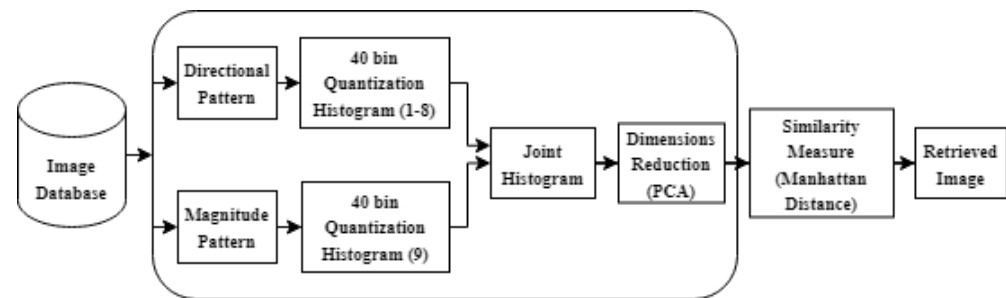 Image
Database
Directional
Pattern
40 bin
Quantization
Histogram (1-8)
Magnitude
Pattern
40 bin
Quantization
Histogram (9)
Joint
Histogram
Dimensions
Reduction
(PCA)
Similarity
Measure
(Manhattan
Distance)
Retrieved
Image